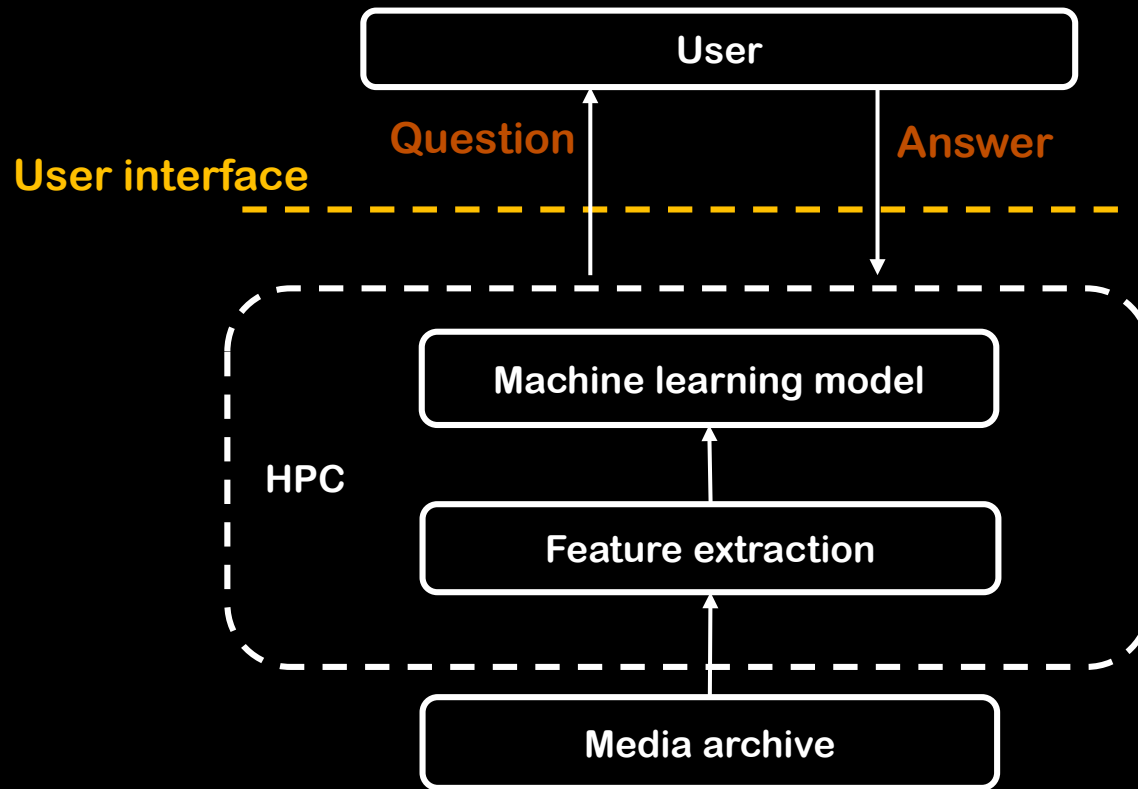 User
Question
Answer
User interface
Machine learning model
HPC
Feature extraction
Media archive